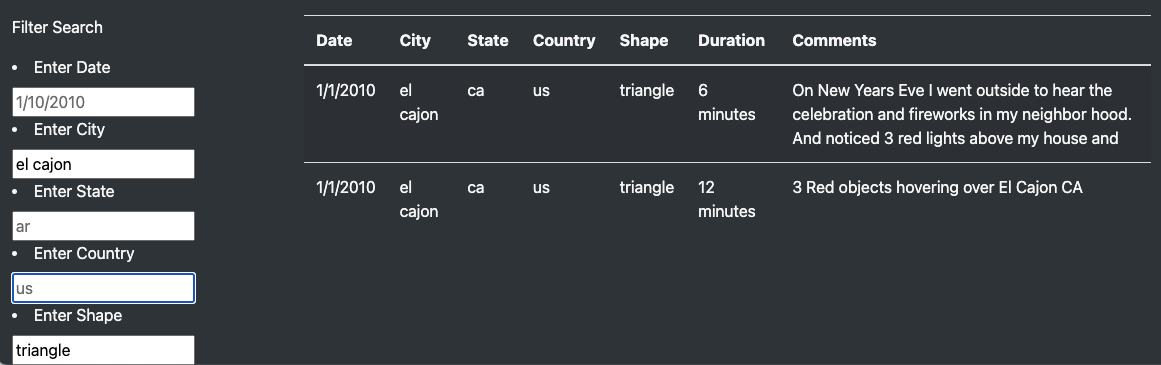 Filter Search
• Enter Date
1/10/2010
• Enter City
el cajon
• Enter State
ar
• Enter Country
us
• Enter Shape
triangle
Date City State Country Shape Duration Comments
1/1/2010 el ca us triangle 6 On New Years Eve I went outside to hear the
cajon minutes celebration and fireworks in my neighbor hood.
And noticed 3 red lights above my house and
1/1/2010 el ca us triangle 12 3 Red objects hovering over El Cajon CA
cajon minutes